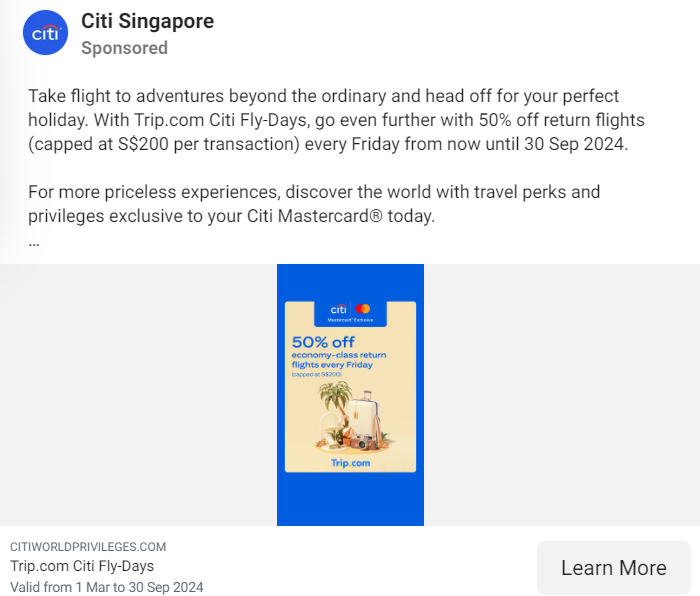 citi
Citi Singapore
Sponsored
Take flight to adventures beyond the ordinary and head off for your perfect
holiday. With Trip.com Citi Fly-Days, go even further with 50% off return flights
(capped at S$200 per transaction) every Friday from now until 30 Sep 2024.
For more priceless experiences, discover the world with travel perks and
privileges exclusive to your Citi Mastercard® today.
...
citi
Mastercard® Exclusive
50% off
economy-class return
flights every Friday
(capped at S$200)
Trip.com
CITIWORLDPRIVILEGES.COM
Trip.com Citi Fly-Days
Valid from 1 Mar to 30 Sep 2024
Learn More